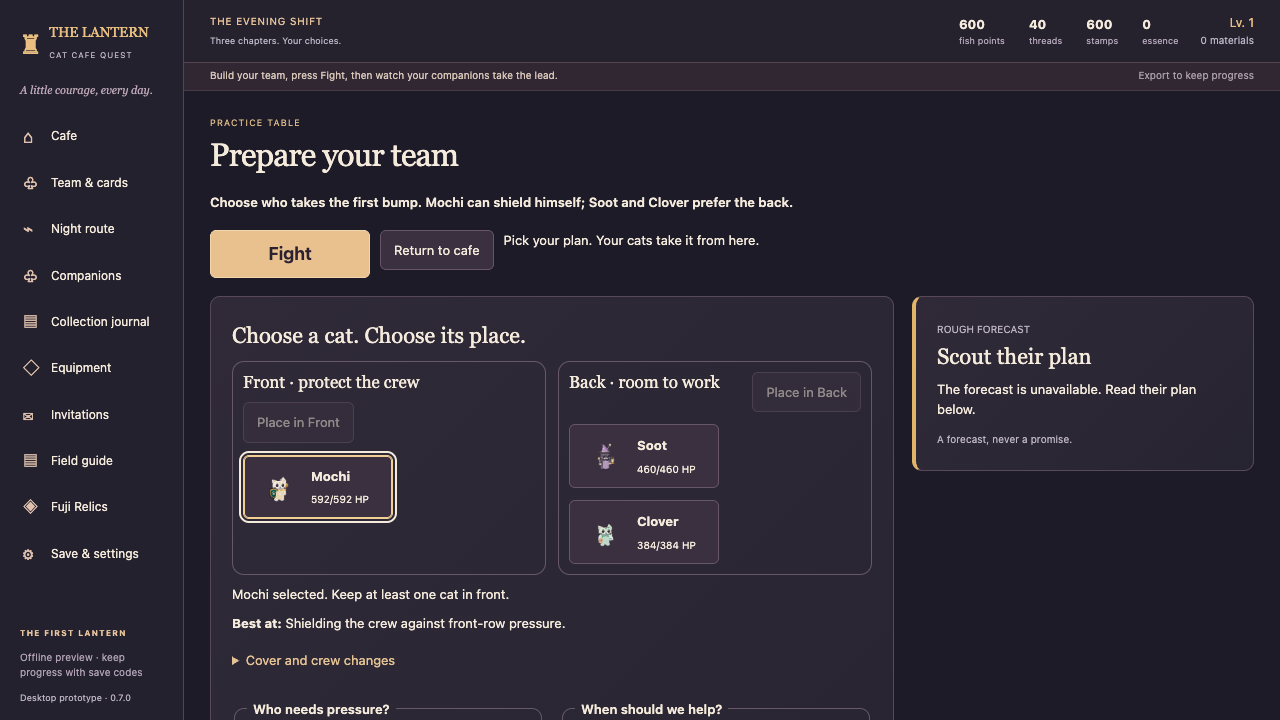 THE LANTERN
CAT CAFE QUEST
A little courage, every day.
Cafe
Team & cards
Night route
Companions
Collection journal
Equipment
Invitations
Field guide
Fuji Relics
Save & settings
THE FIRST LANTERN
Offline preview · keep
progress with save codes
Desktop prototype · 0.7.0
THE EVENING SHIFT
Three chapters. Your choices.
600
fish points
40
threads
600
stamps
0
essence
Lv. 1
0 materials
Build your team, press Fight, then watch your companions take the lead.
Export to keep progress
PRACTICE TABLE
Prepare your team
Choose who takes the first bump. Mochi can shield himself; Soot and Clover prefer the back.
Fight
Return to cafe
Pick your plan. Your cats take it from here.
Choose a cat. Choose its place.
Front · protect the crew
Place in Front
Mochi
592/592 HP
Back · room to work
Place in Back
Soot
460/460 HP
Clover
384/384 HP
Mochi selected. Keep at least one cat in front.
Best at: Shielding the crew against front-row pressure.
Cover and crew changes
Who needs pressure?
When should we help?
ROUGH FORECAST
Scout their plan
The forecast is unavailable. Read their plan
below.
A forecast, never a promise.